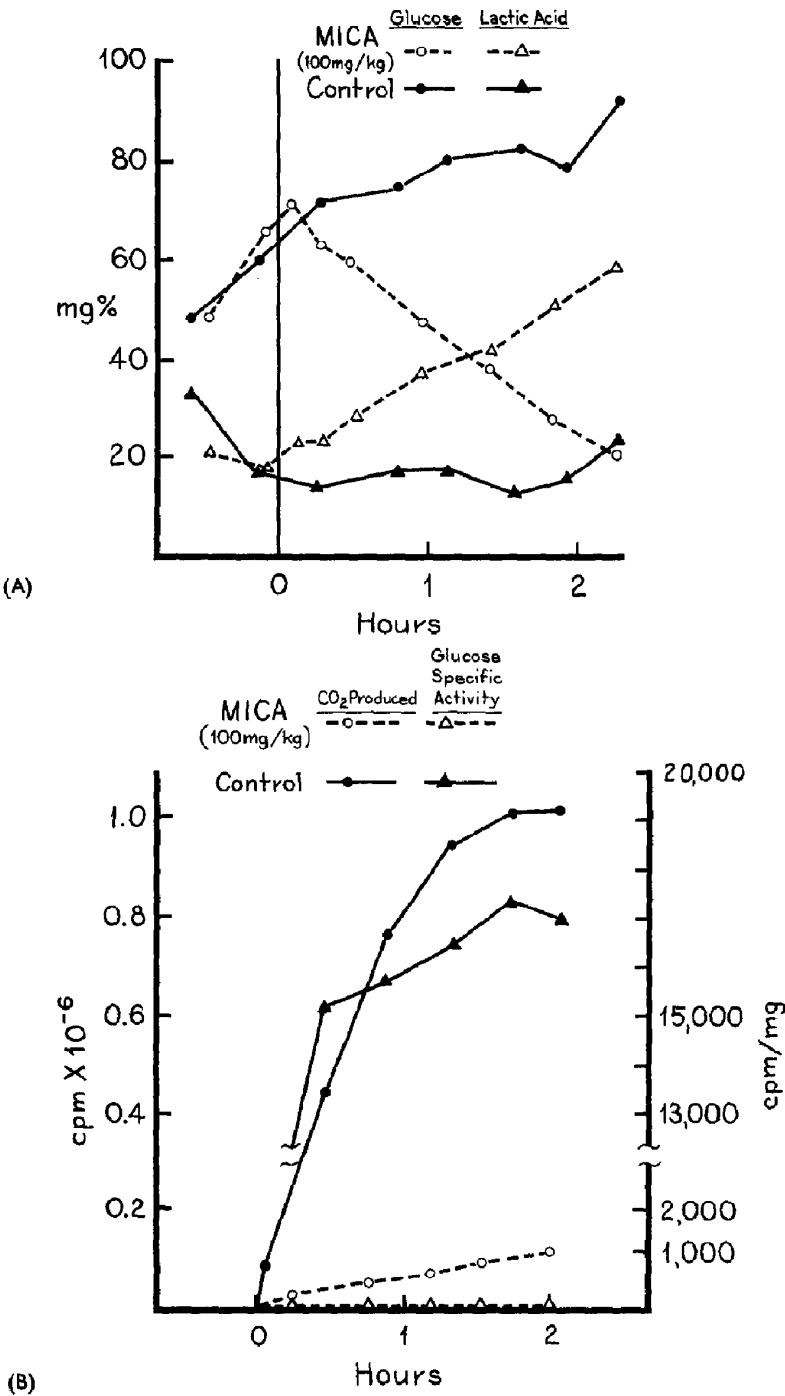 Glucose Lactic Acid
MICA
(100mg/kg)
Control
100
80
60
mg%
40
20
0 1 2
Hours
(A)
Glucose
Specific
Activity
CO₂ Produced
MICA
(100mg/kg)
Control
20,000
1.0
0.8
0.6
15,000
cpm X 10⁻⁶
cpm/mg
0.4
13,000
0.2
2,000
1,000
0 1 2
Hours
(B)